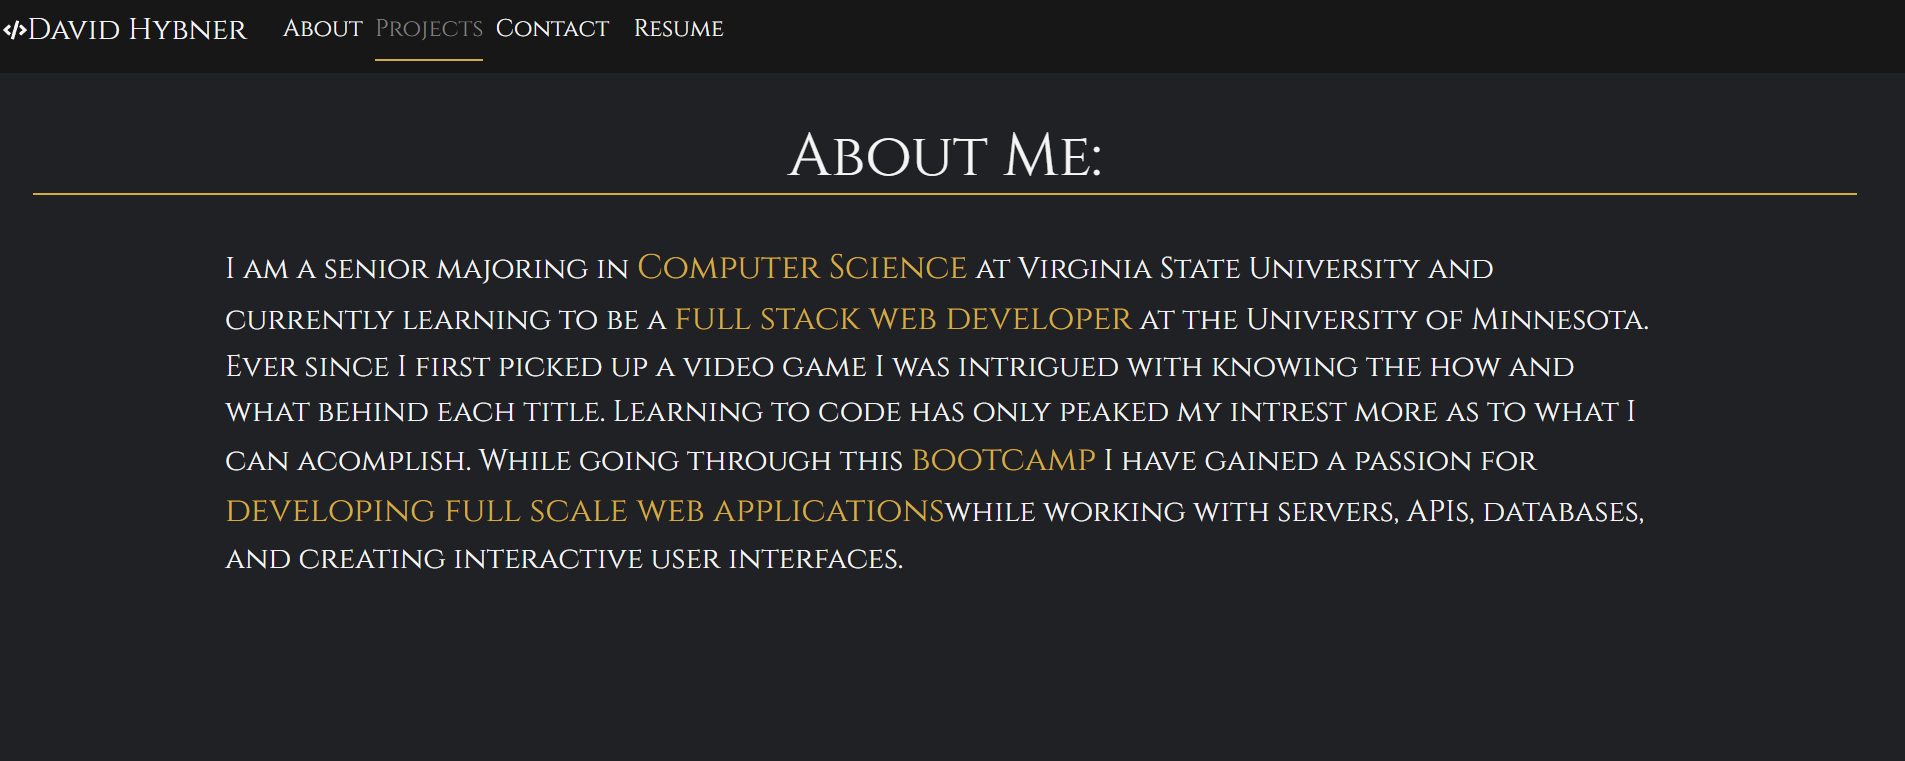 </>David Hybner About Projects Contact Resume
About Me:
I am a senior majoring in Computer Science at Virginia State University and
currently learning to be a full stack web developer at the University of Minnesota.
Ever since I first picked up a video game I was intrigued with knowing the how and
what behind each title. Learning to code has only peaked my intrest more as to what I
can acomplish. While going through this bootcamp I have gained a passion for
developing full scale web applicationswhile working with servers, APIs, databases,
and creating interactive user interfaces.